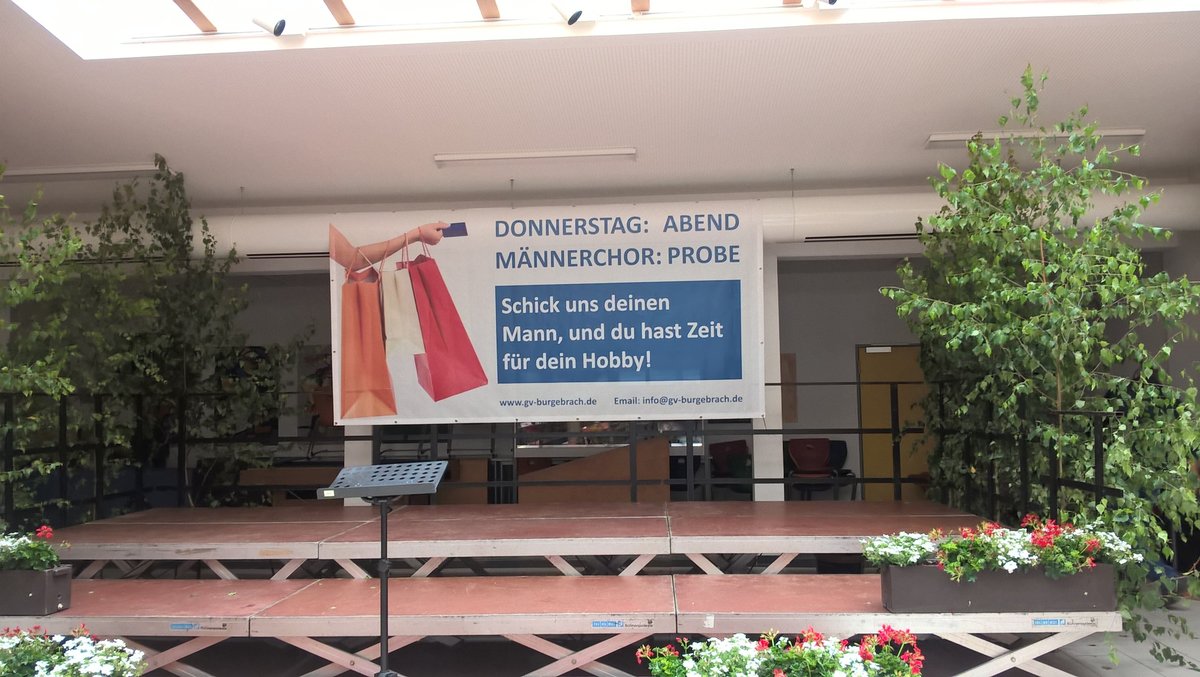 DONNERSTAG: ABEND
MÄNNERCHOR: PROBE
Schick uns deinen
Mann, und du hast Zeit
für dein Hobby!
www.gv-burgebrach.de Email: info@gv-burgebrach.de